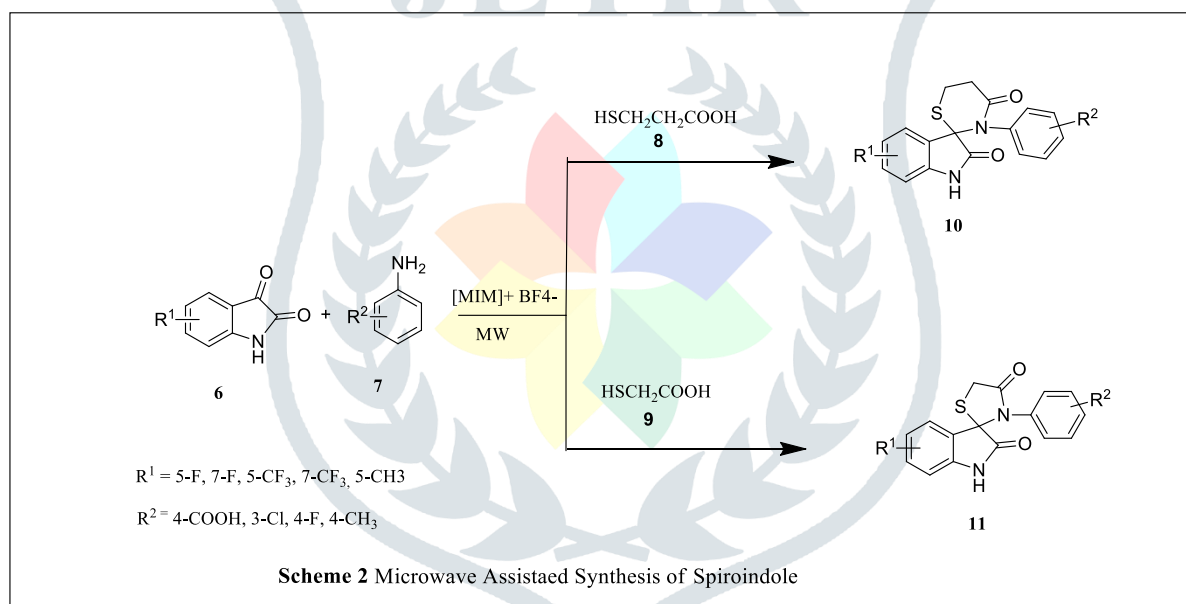 JETIR
HSCH₂CH₂COOH
8
S
O
N
R²
R¹
O
N
H
10
O
NH₂
R¹
O
+
R²
[MIM]+ BF4-
N
H
MW
6
7
HSCH₂COOH
9
O
S
N
R²
R¹
O
N
H
11
R¹ = 5-F, 7-F, 5-CF₃, 7-CF₃, 5-CH3
R² = 4-COOH, 3-Cl, 4-F, 4-CH₃
Scheme 2 Microwave Assistaed Synthesis of Spiroindole